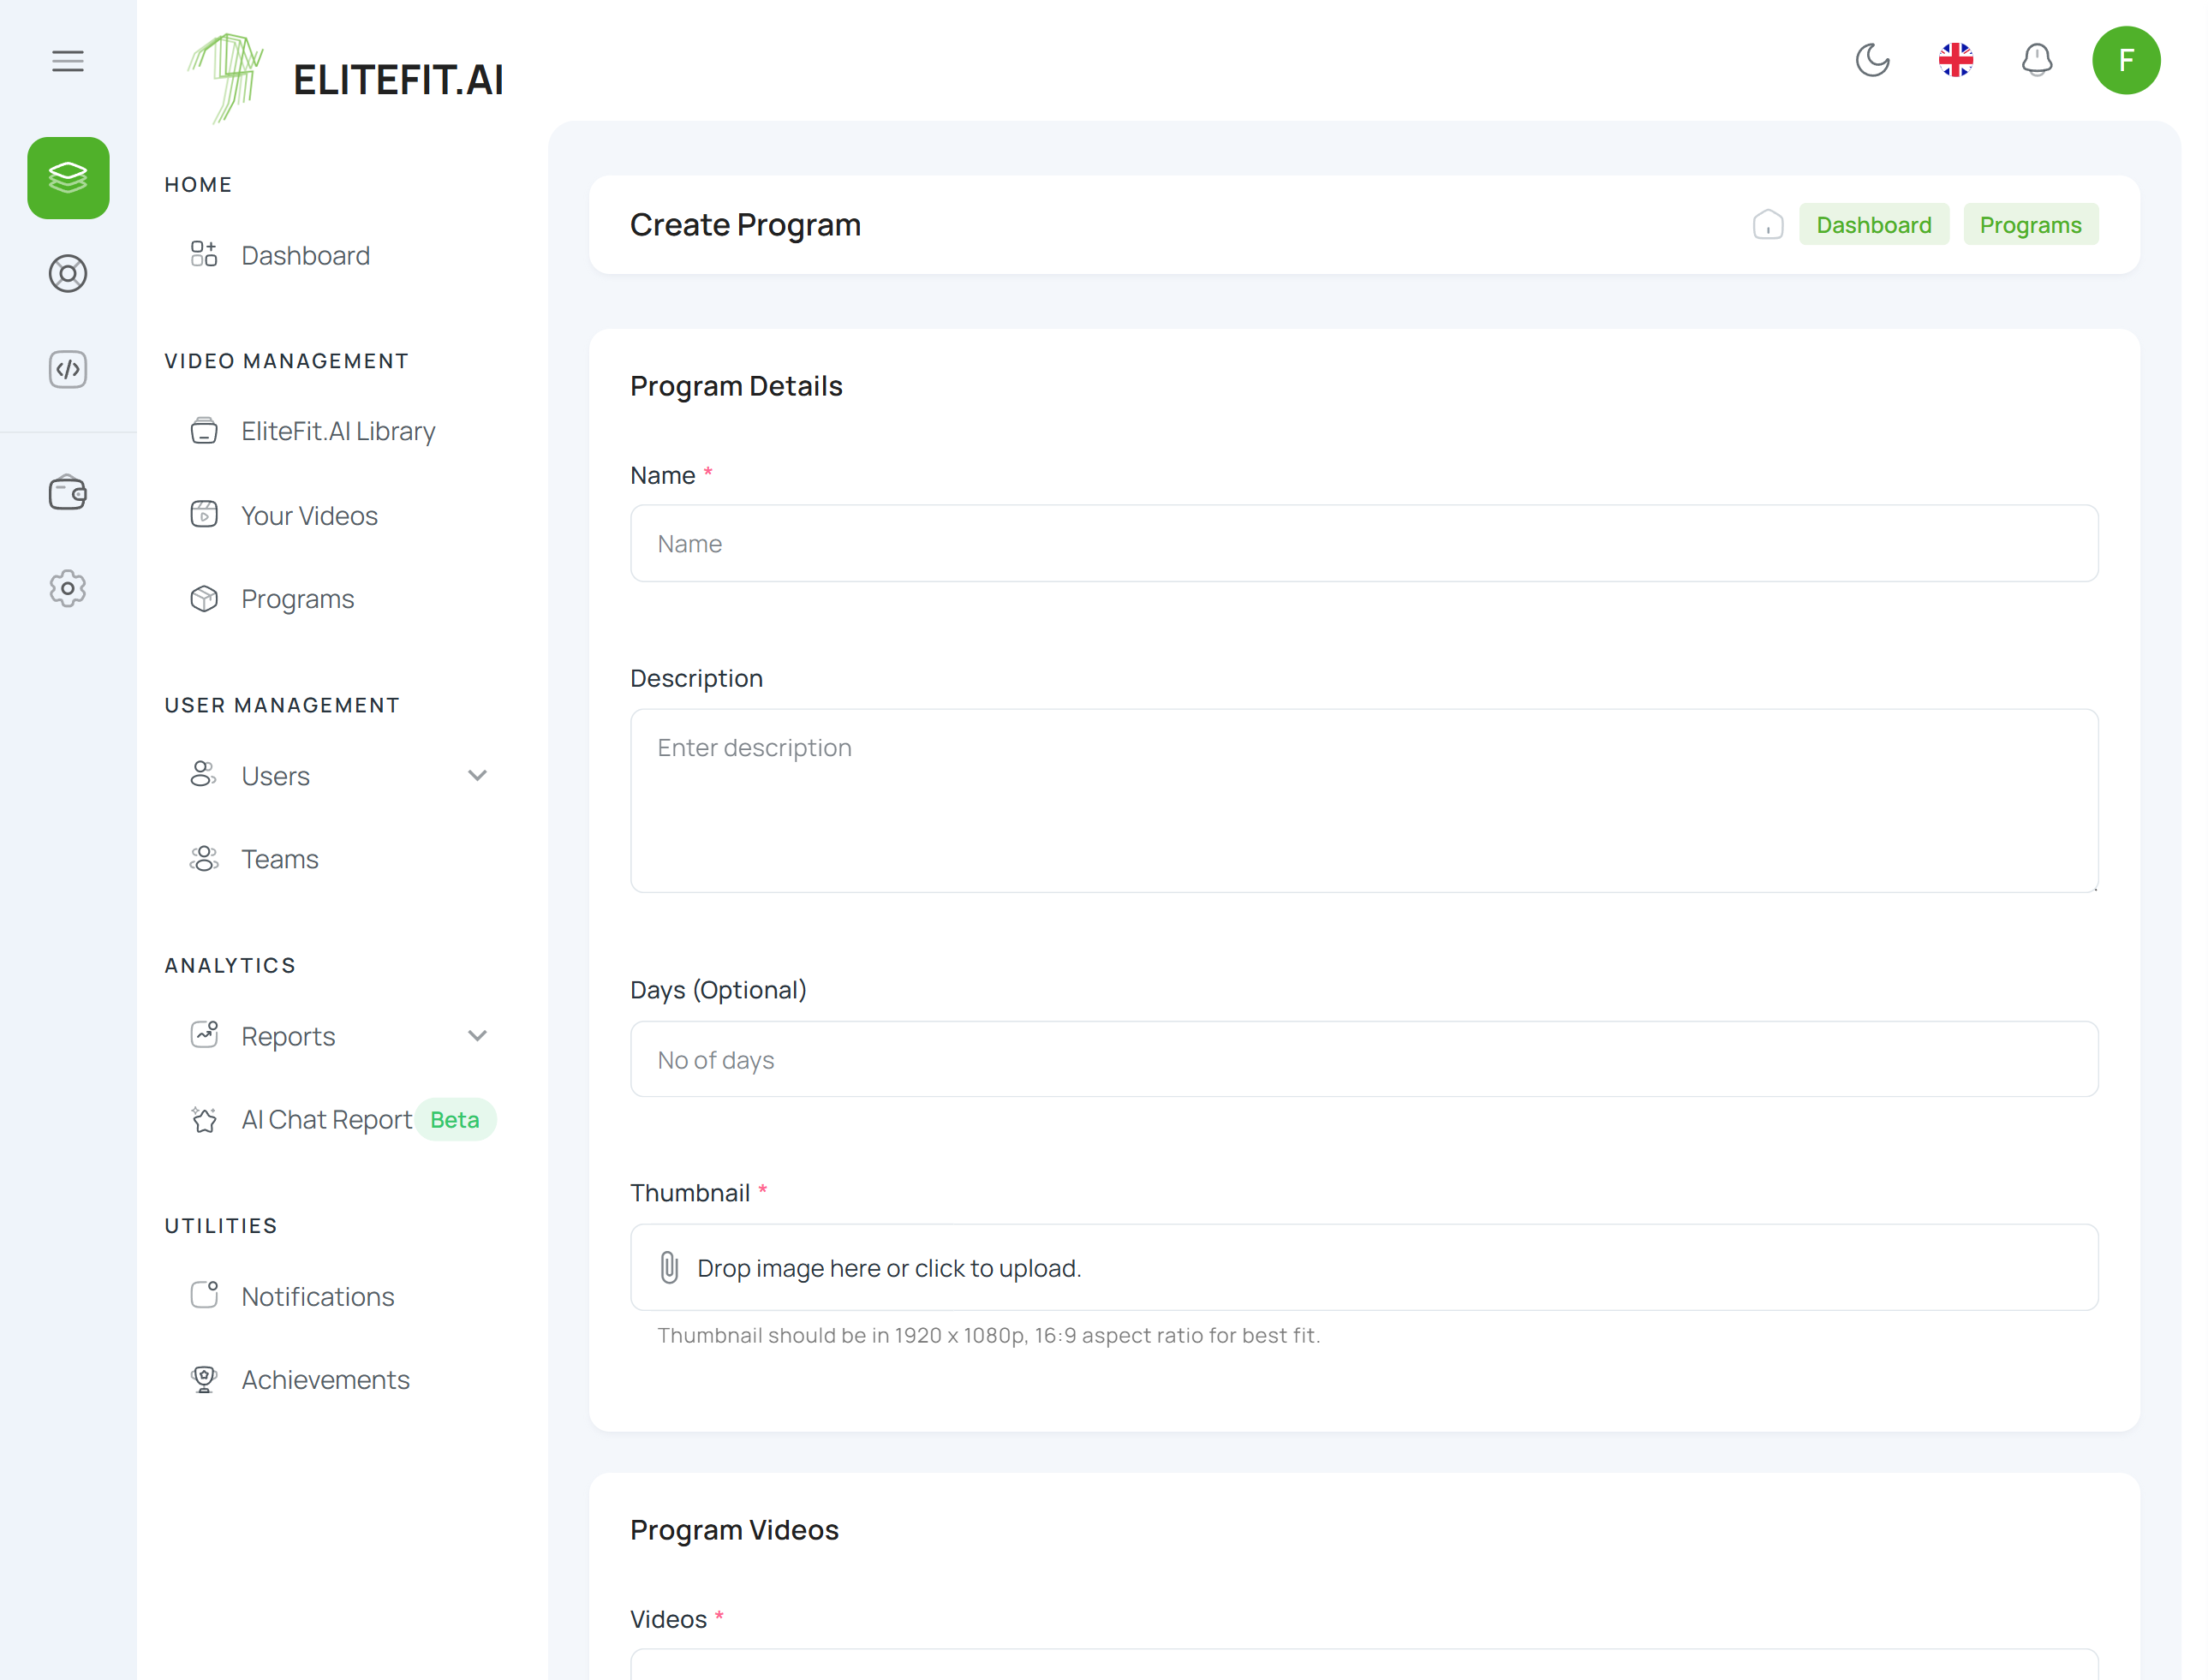 ELITEFIT.AI
F
HOME
Dashboard
VIDEO MANAGEMENT
EliteFit.AI Library
Your Videos
Programs
USER MANAGEMENT
Users
Teams
ANALYTICS
Reports
AI Chat Report Beta
UTILITIES
Notifications
Achievements
Create Program
Dashboard Programs
Program Details
Name *
Name
Description
Enter description
Days (Optional)
No of days
Thumbnail *
Drop image here or click to upload.
Thumbnail should be in 1920 x 1080p, 16:9 aspect ratio for best fit.
Program Videos
Videos *